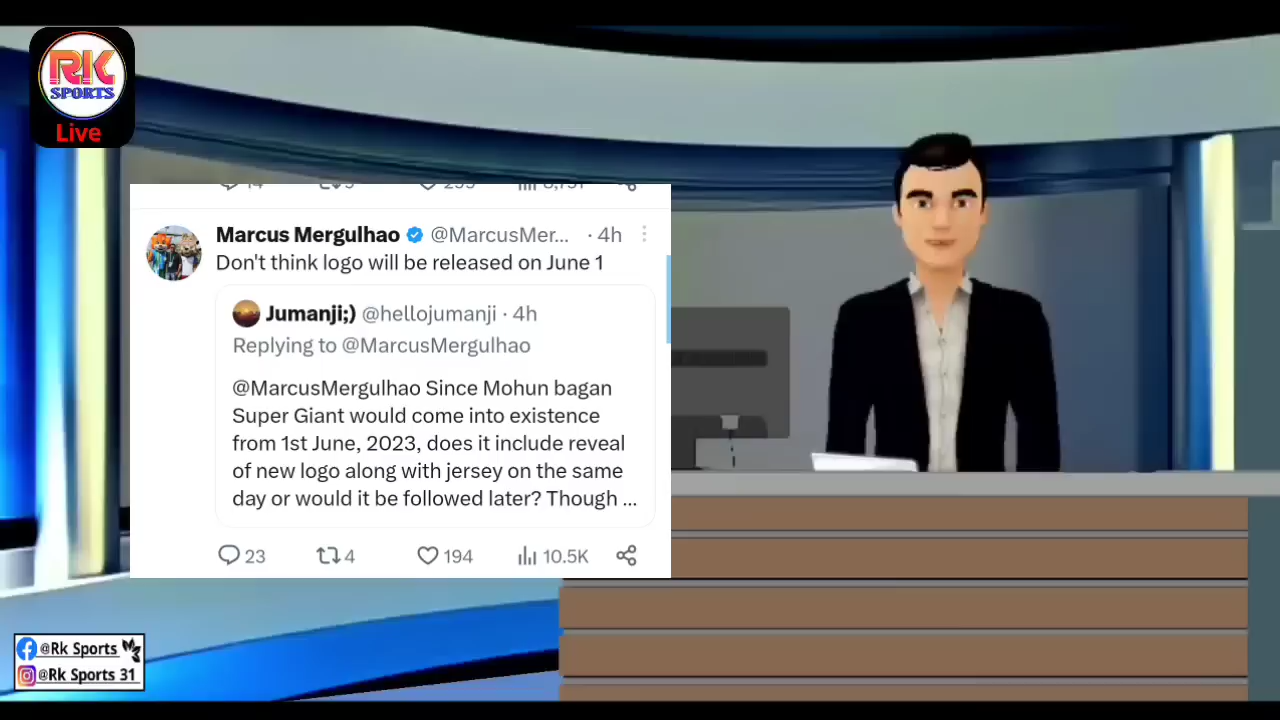 RK
SPORTS
Live
Marcus Mergulhao @MarcusMer... · 4h
Don't think logo will be released on June 1
Jumanji;) @hellojumanji · 4h
Replying to @MarcusMergulhao
@MarcusMergulhao Since Mohun bagan
Super Giant would come into existence
from 1st June, 2023, does it include reveal
of new logo along with jersey on the same
day or would it be followed later? Though ...
23 4 194 10.5K
@Rk Sports
@Rk Sports 31